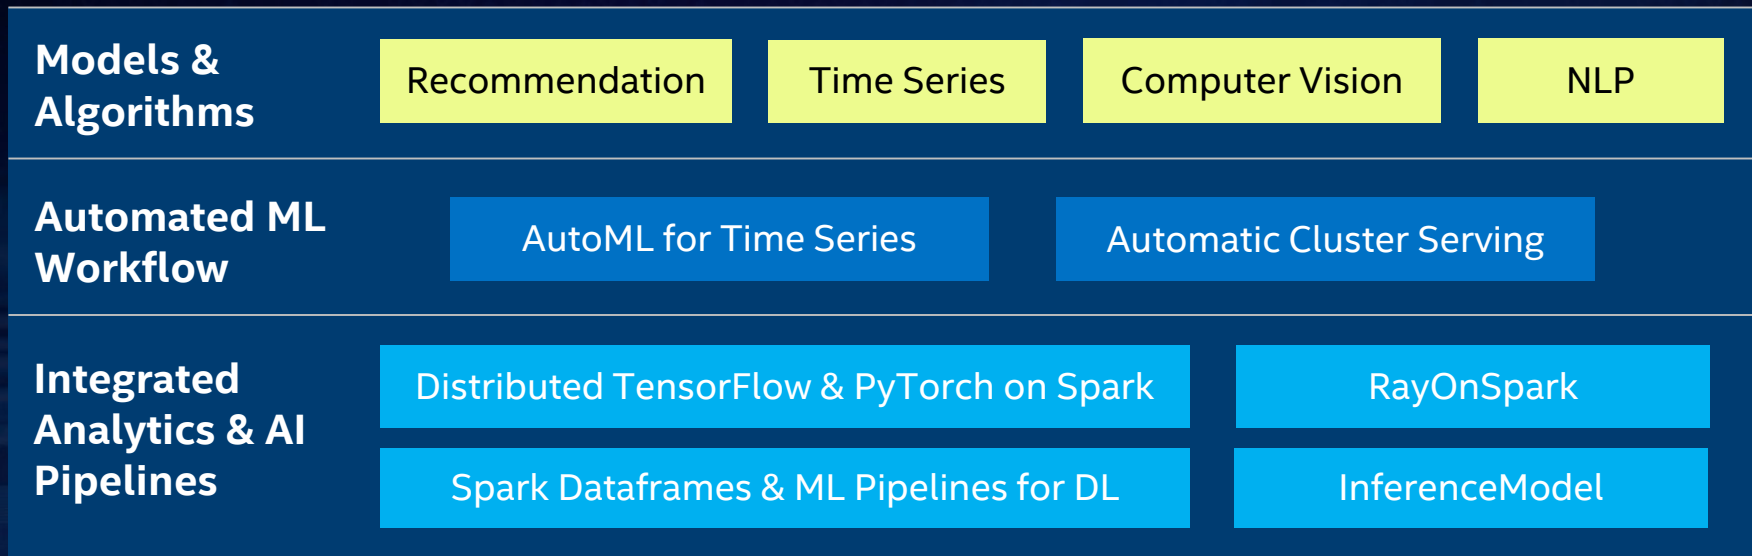 Models &
Algorithms
Recommendation
Time Series
Computer Vision
NLP
Automated ML
Workflow
AutoML for Time Series
Automatic Cluster Serving
Integrated
Analytics & AI
Pipelines
Distributed TensorFlow & PyTorch on Spark
RayOnSpark
Spark Dataframes & ML Pipelines for DL
InferenceModel